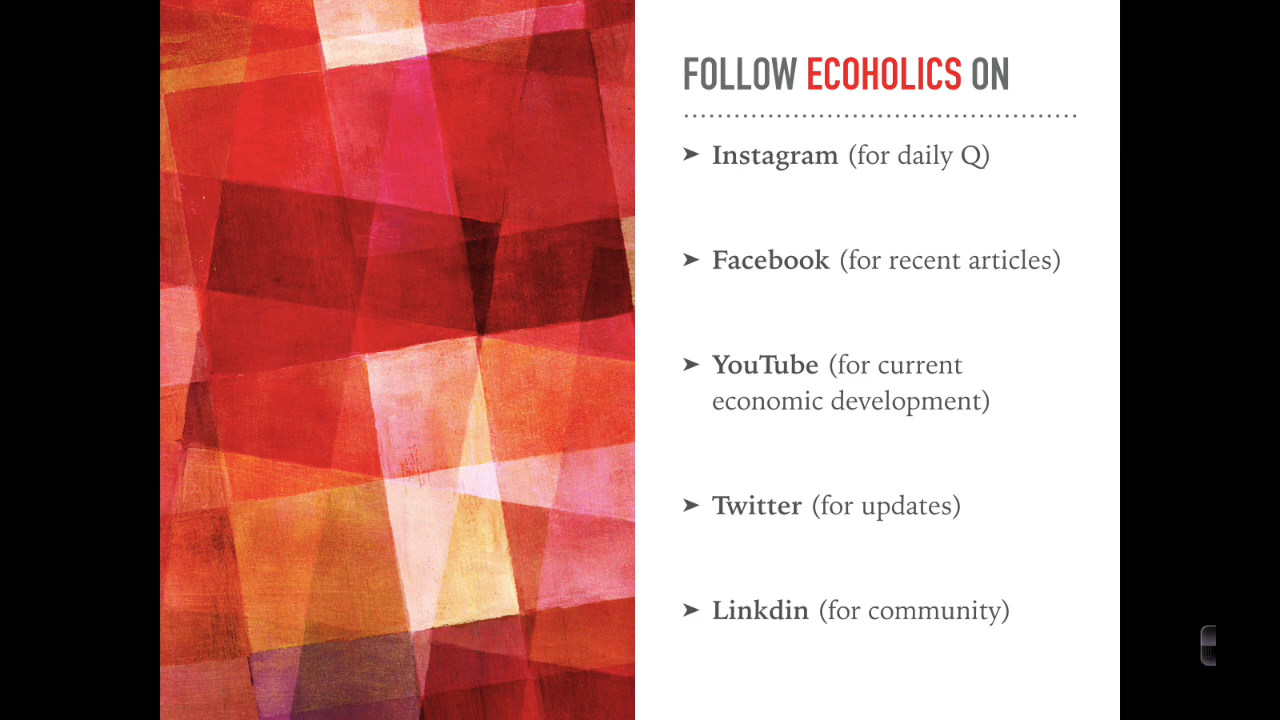 FOLLOW ECOHOLICS ON
➤ Instagram (for daily Q)
➤ Facebook (for recent articles)
➤ YouTube (for current
economic development)
➤ Twitter (for updates)
➤ Linkdin (for community)